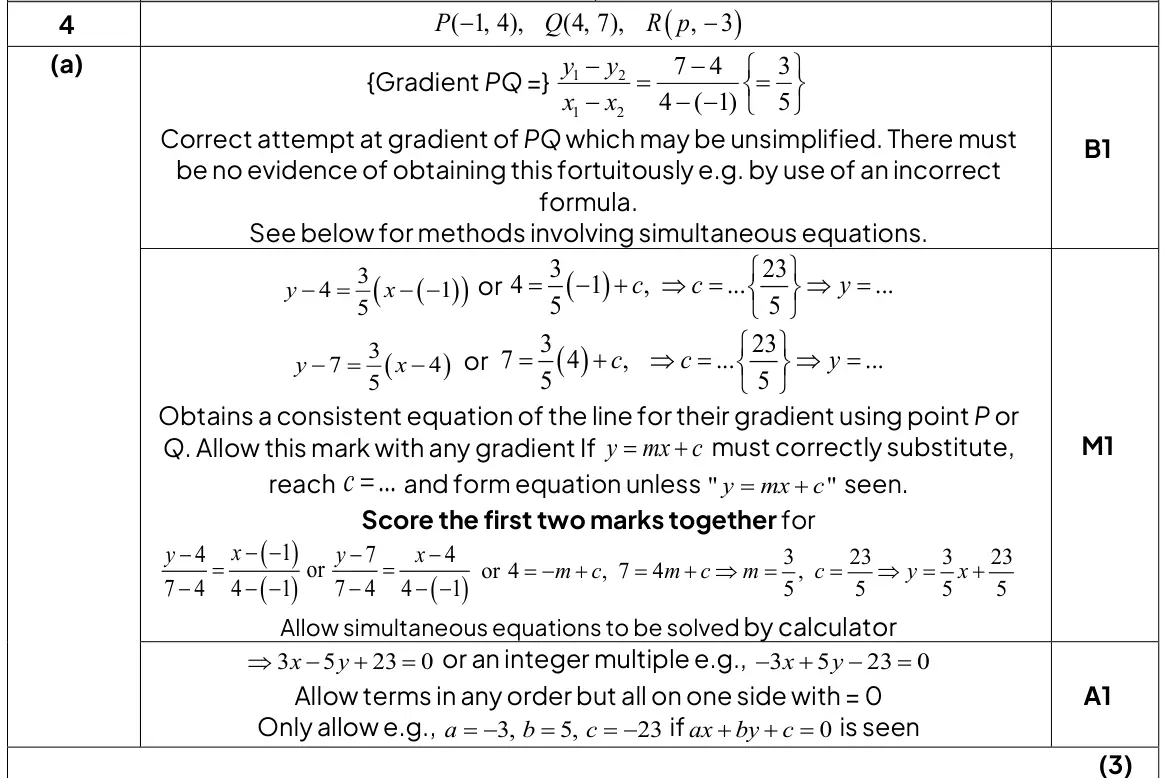 4 P(−1, 4), Q(4, 7), R(p, −3)
(a) {Gradient PQ =} (y₁ − y₂)/(x₁ − x₂) = (7 − 4)/(4 − (−1)) {= 3/5}
Correct attempt at gradient of PQ which may be unsimplified. There must
be no evidence of obtaining this fortuitously e.g. by use of an incorrect
formula.
See below for methods involving simultaneous equations.
B1
y − 4 = 3/5 (x − (−1)) or 4 = 3/5 (−1) + c, ⇒ c = ... {23/5} ⇒ y = ...
y − 7 = 3/5 (x − 4) or 7 = 3/5 (4) + c, ⇒ c = ... {23/5} ⇒ y = ...
Obtains a consistent equation of the line for their gradient using point P or
Q. Allow this mark with any gradient If y = mx + c must correctly substitute,
reach c = ... and form equation unless "y = mx + c" seen.
Score the first two marks together for
(y − 4)/(7 − 4) = (x − (−1))/(4 − (−1)) or (y − 7)/(7 − 4) = (x − 4)/(4 − (−1)) or 4 = −m + c, 7 = 4m + c ⇒ m = 3/5, c = 23/5 ⇒ y = 3/5 x + 23/5
Allow simultaneous equations to be solved by calculator
M1
⇒ 3x − 5y + 23 = 0 or an integer multiple e.g., −3x + 5y − 23 = 0
Allow terms in any order but all on one side with = 0
Only allow e.g., a = −3, b = 5, c = −23 if ax + by + c = 0 is seen
A1
(3)